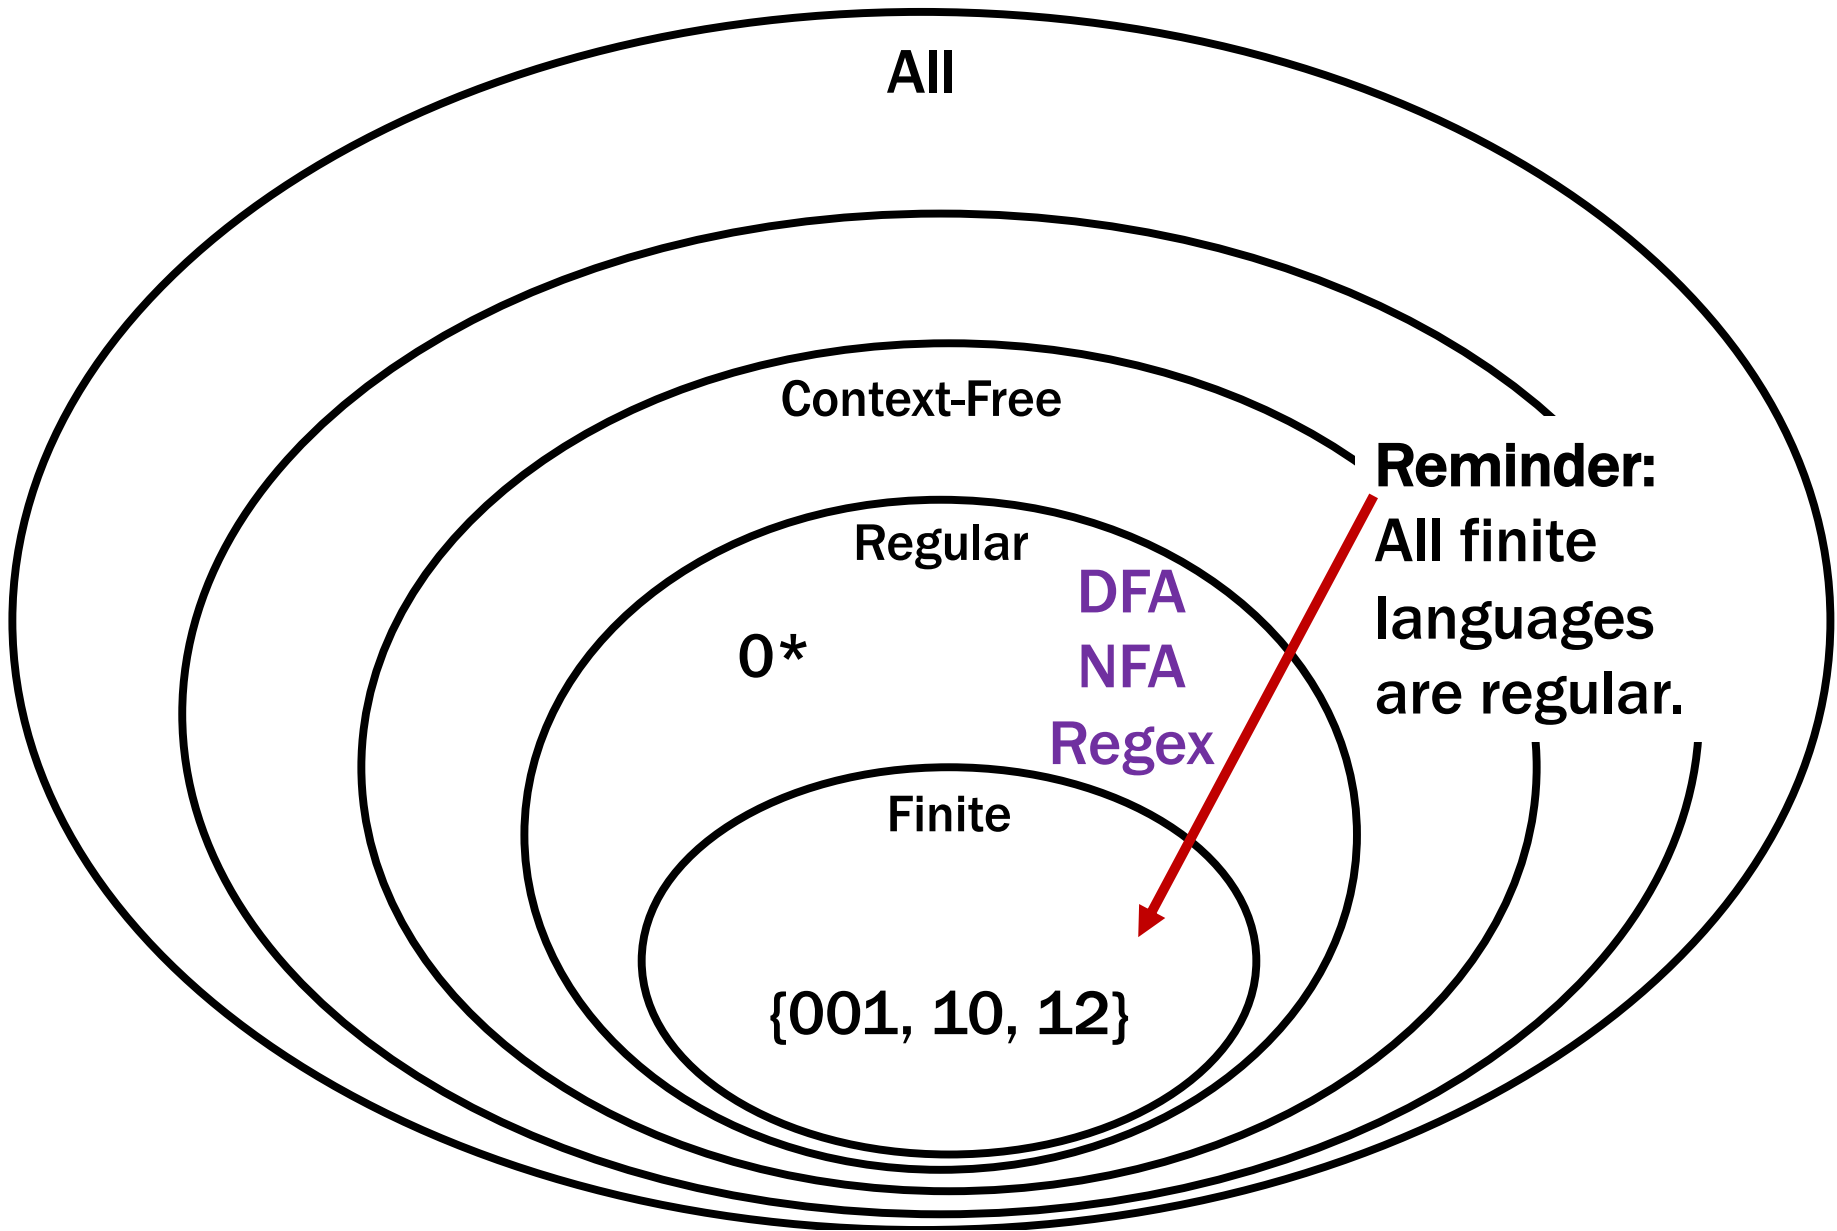 All
Context-Free
Regular
DFA
NFA
Regex
0*
Finite
{001, 10, 12}
Reminder:
All finite
languages
are regular.